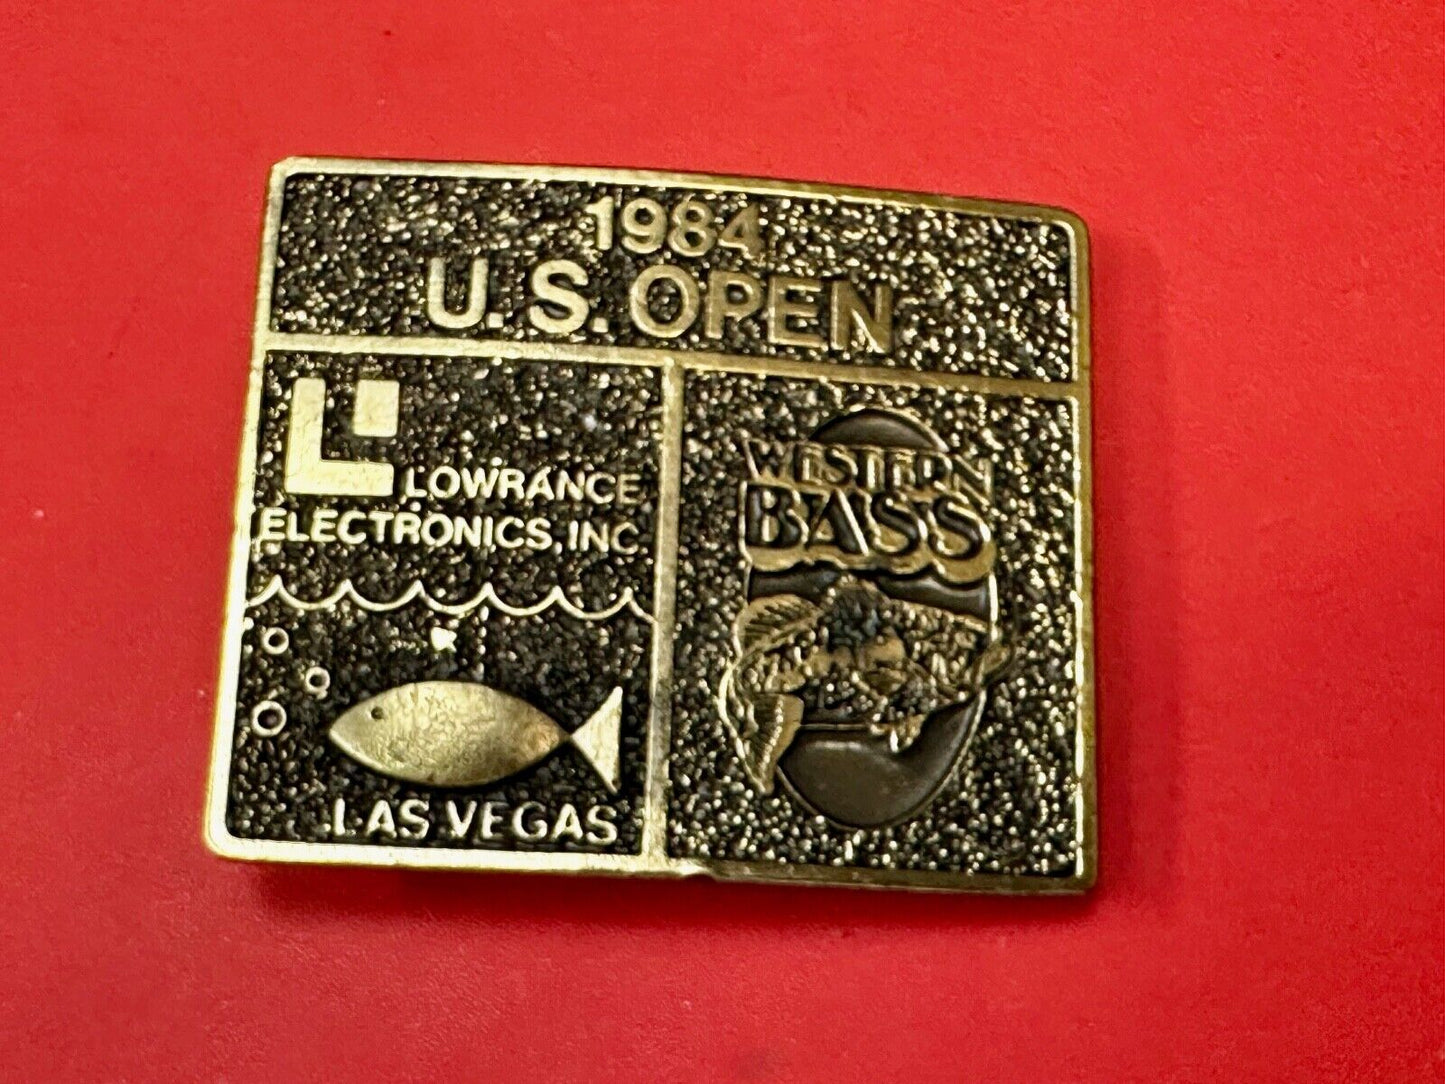 1984
U.S. OPEN
LOWRANCE
ELECTRONICS, INC.
LAS VEGAS
WESTERN
BASS